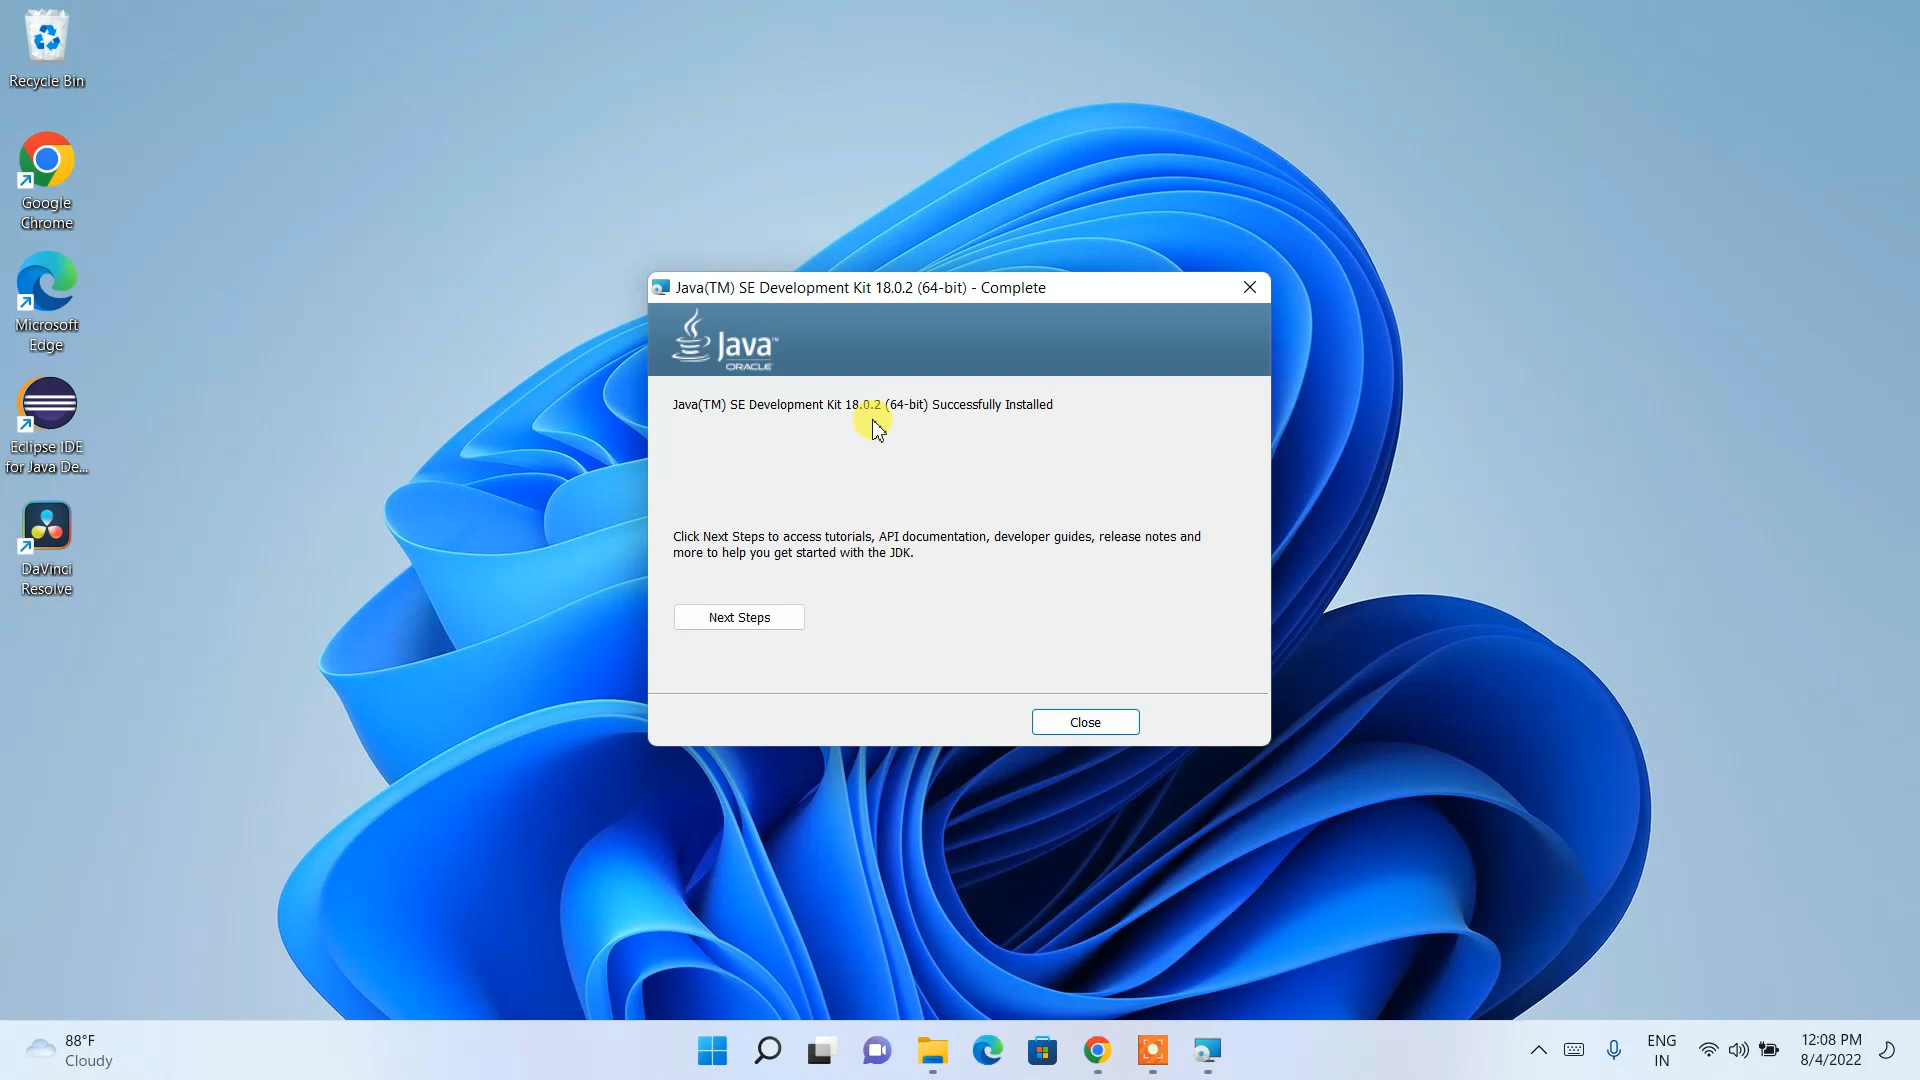 Recycle Bin
Google
Chrome
Microsoft
Edge
Eclipse IDE
for Java De...
DaVinci
Resolve
Java(TM) SE Development Kit 18.0.2 (64-bit) - Complete
Java™
ORACLE
Java(TM) SE Development Kit 18.0.2 (64-bit) Successfully Installed
Click Next Steps to access tutorials, API documentation, developer guides, release notes and
more to help you get started with the JDK.
Next Steps
Close
88°F
Cloudy
ENG
IN
12:08 PM
8/4/2022